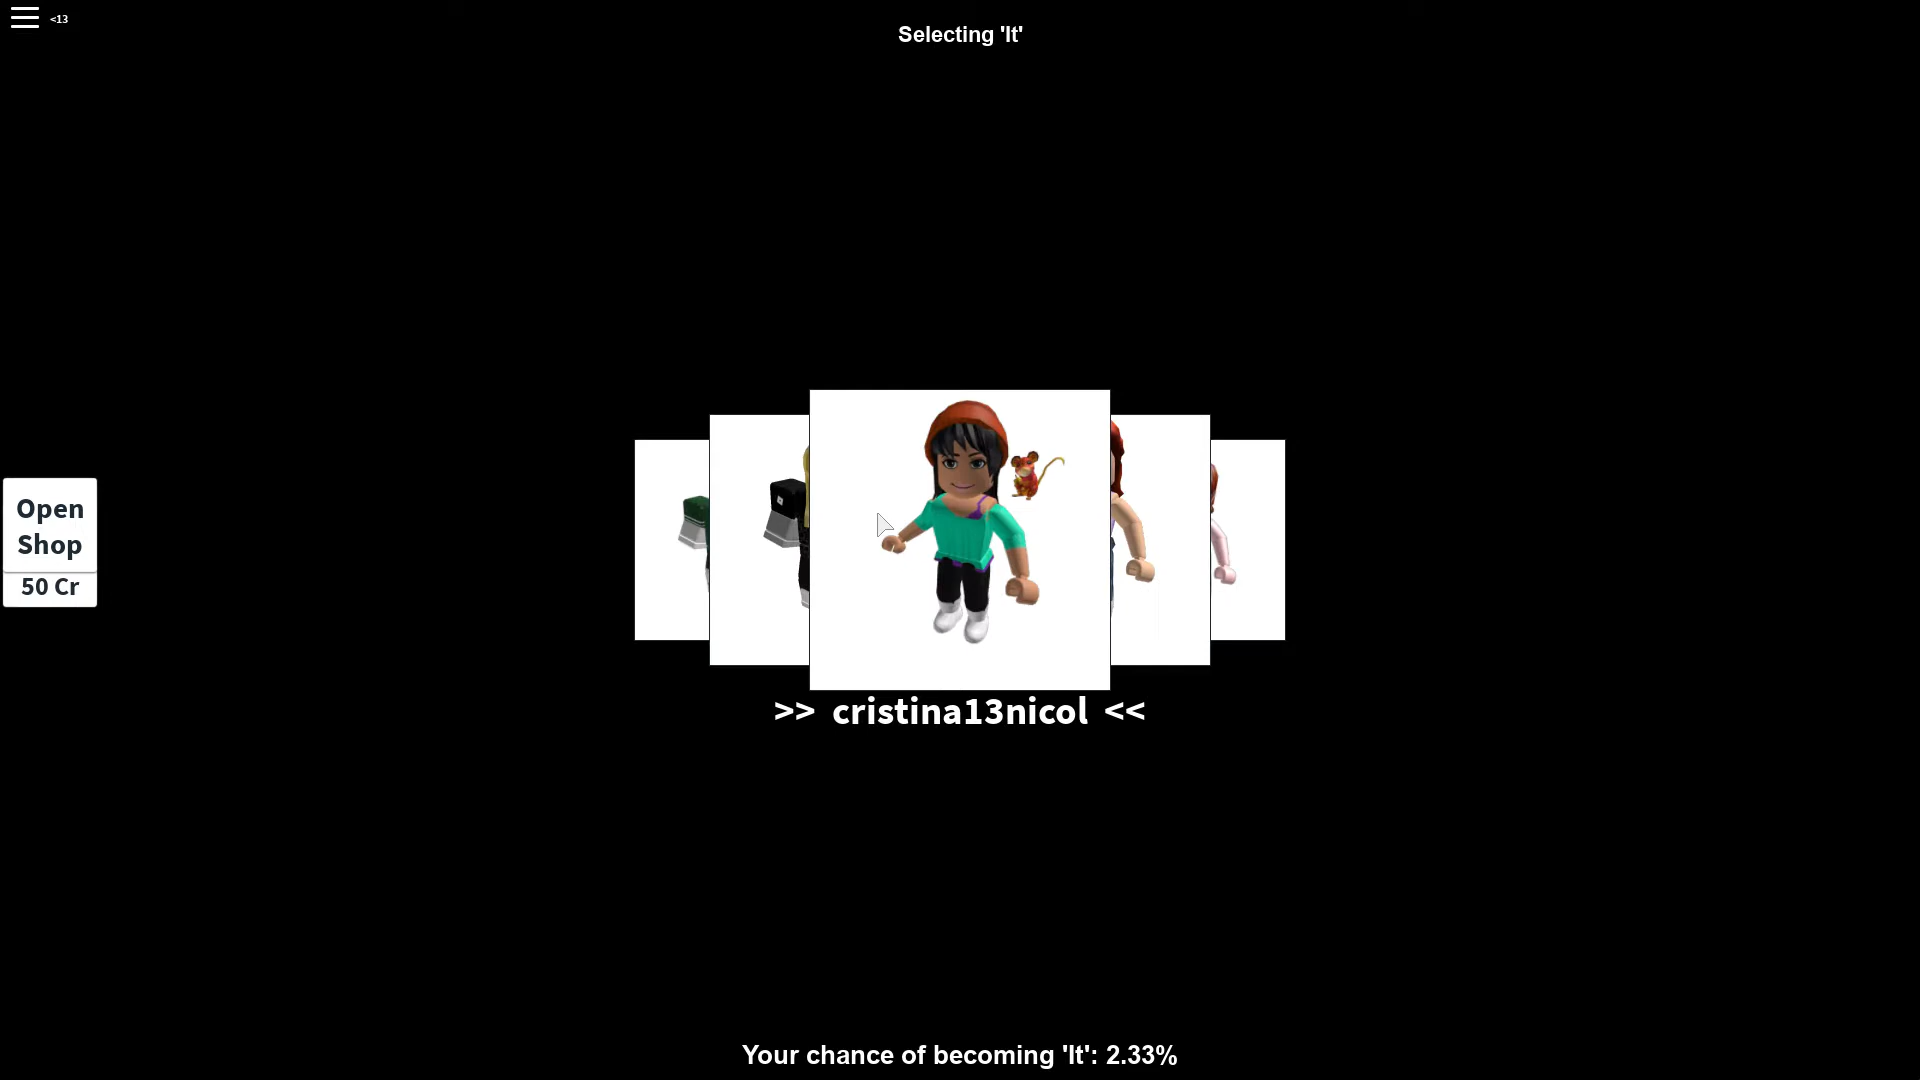 <13
Selecting 'It'
Open
Shop
50 Cr
>> cristina13nicol <<
Your chance of becoming 'It': 2.33%